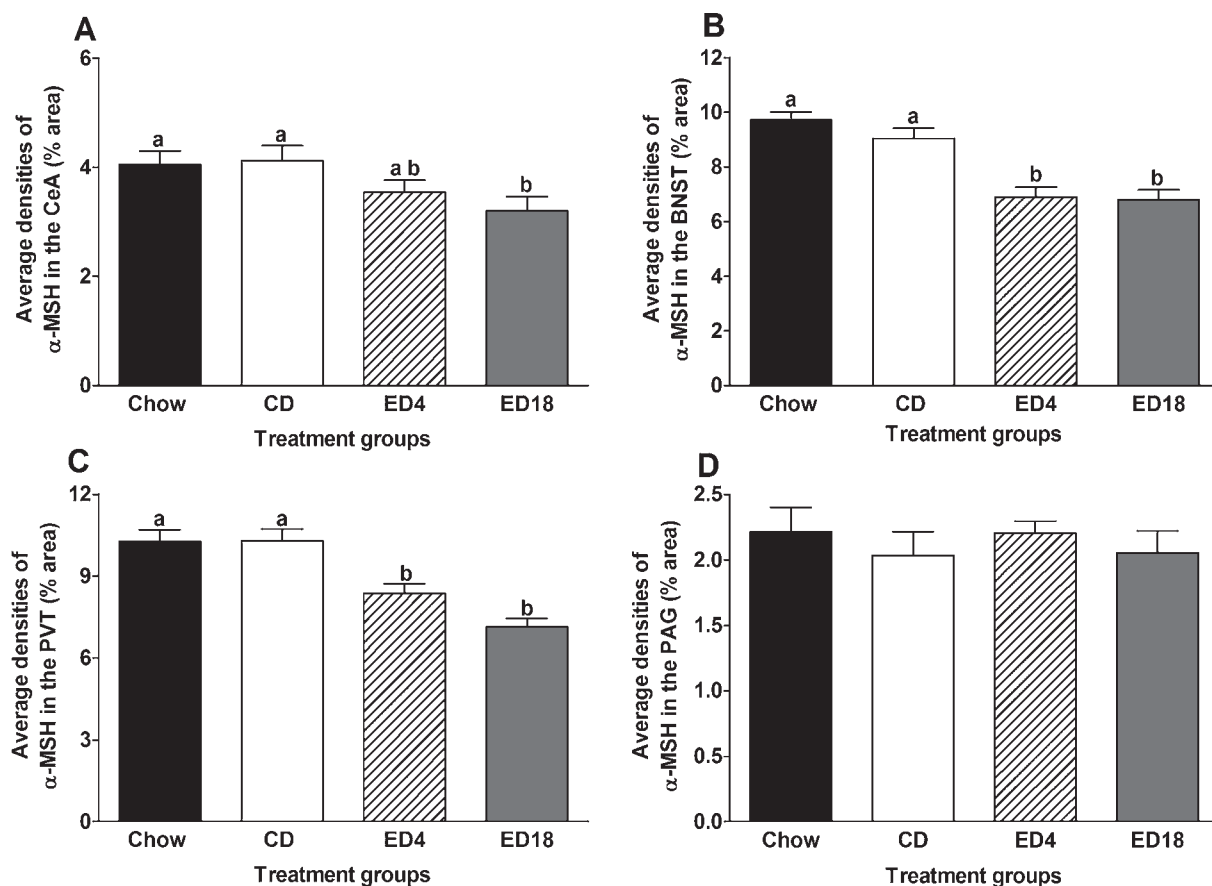 A
Average densities of
α-MSH in the CeA (% area)
6
4
2
0
a
a
a b
b
Chow CD ED4 ED18
Treatment groups
B
Average densities of
α-MSH in the BNST (% area)
12
10
8
6
4
2
0
a
a
b
b
Chow CD ED4 ED18
Treatment groups
C
Average densities of
α-MSH in the PVT (% area)
12
9
6
3
0
a
a
b
b
Chow CD ED4 ED18
Treatment groups
D
Average densities of
α-MSH in the PAG (% area)
2.5
2.0
1.5
1.0
0.5
0.0
Chow CD ED4 ED18
Treatment groups